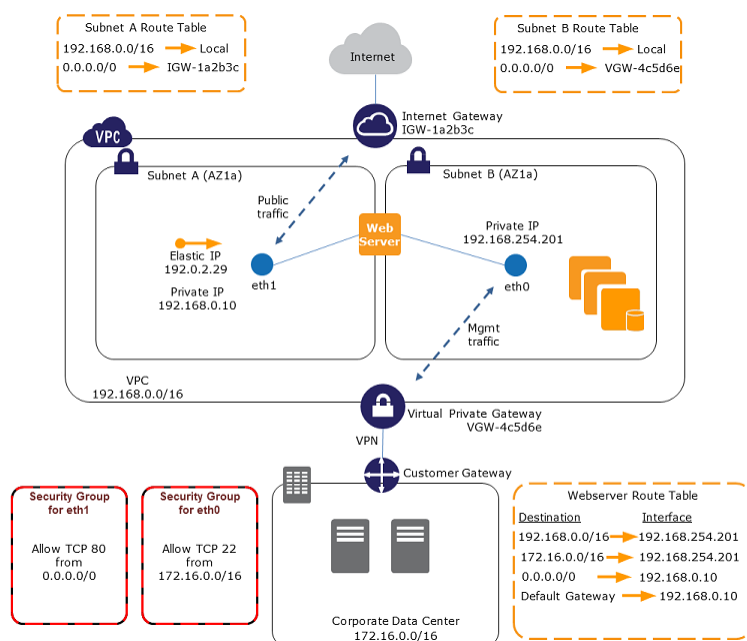 Subnet A Route Table
192.168.0.0/16 Local
0.0.0.0/0 IGW-1a2b3c
Internet
Subnet B Route Table
192.168.0.0/16 Local
0.0.0.0/0 VGW-4c5d6e
Internet Gateway
IGW-1a2b3c
VPC
Subnet A (AZ1a)
Public
traffic
Elastic IP
192.0.2.29
Private IP
192.168.0.10
eth1
Web
Server
Subnet B (AZ1a)
Private IP
192.168.254.201
eth0
Mgmt
traffic
VPC
192.168.0.0/16
Virtual Private Gateway
VGW-4c5d6e
VPN
Customer Gateway
Security Group
for eth1
Allow TCP 80
from
0.0.0.0/0
Security Group
for eth0
Allow TCP 22
from
172.16.0.0/16
Corporate Data Center
172.16.0.0/16
Webserver Route Table
Destination Interface
192.168.0.0/16 192.168.254.201
172.16.0.0/16 192.168.254.201
0.0.0.0/0 192.168.0.10
Default Gateway 192.168.0.10